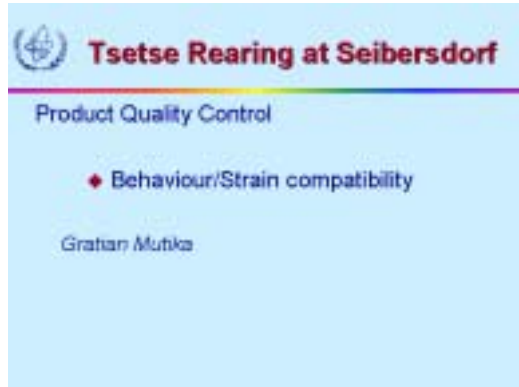 Tsetse Rearing at Seibersdorf
Product Quality Control
Behaviour/Strain compatibility
Gratian Mutika